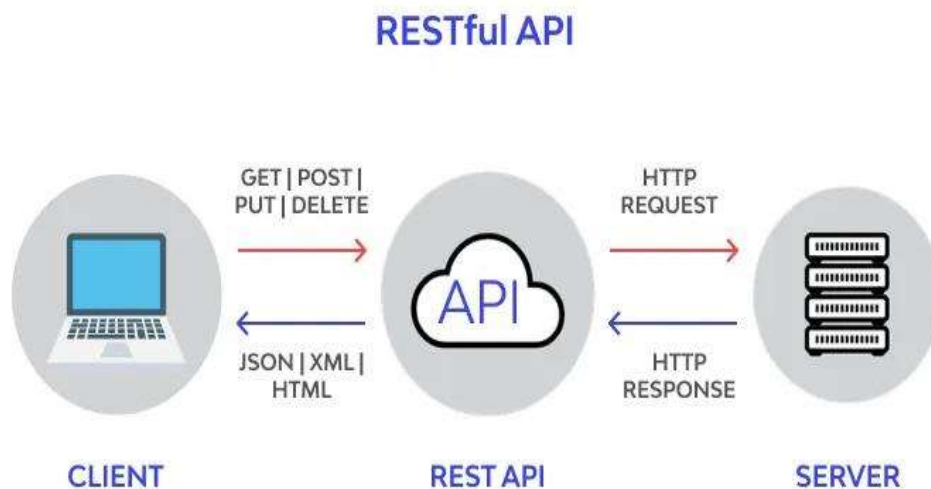 RESTful API
GET | POST |
PUT | DELETE
HTTP
REQUEST
API
JSON | XML |
HTML
HTTP
RESPONSE
CLIENT
REST API
SERVER